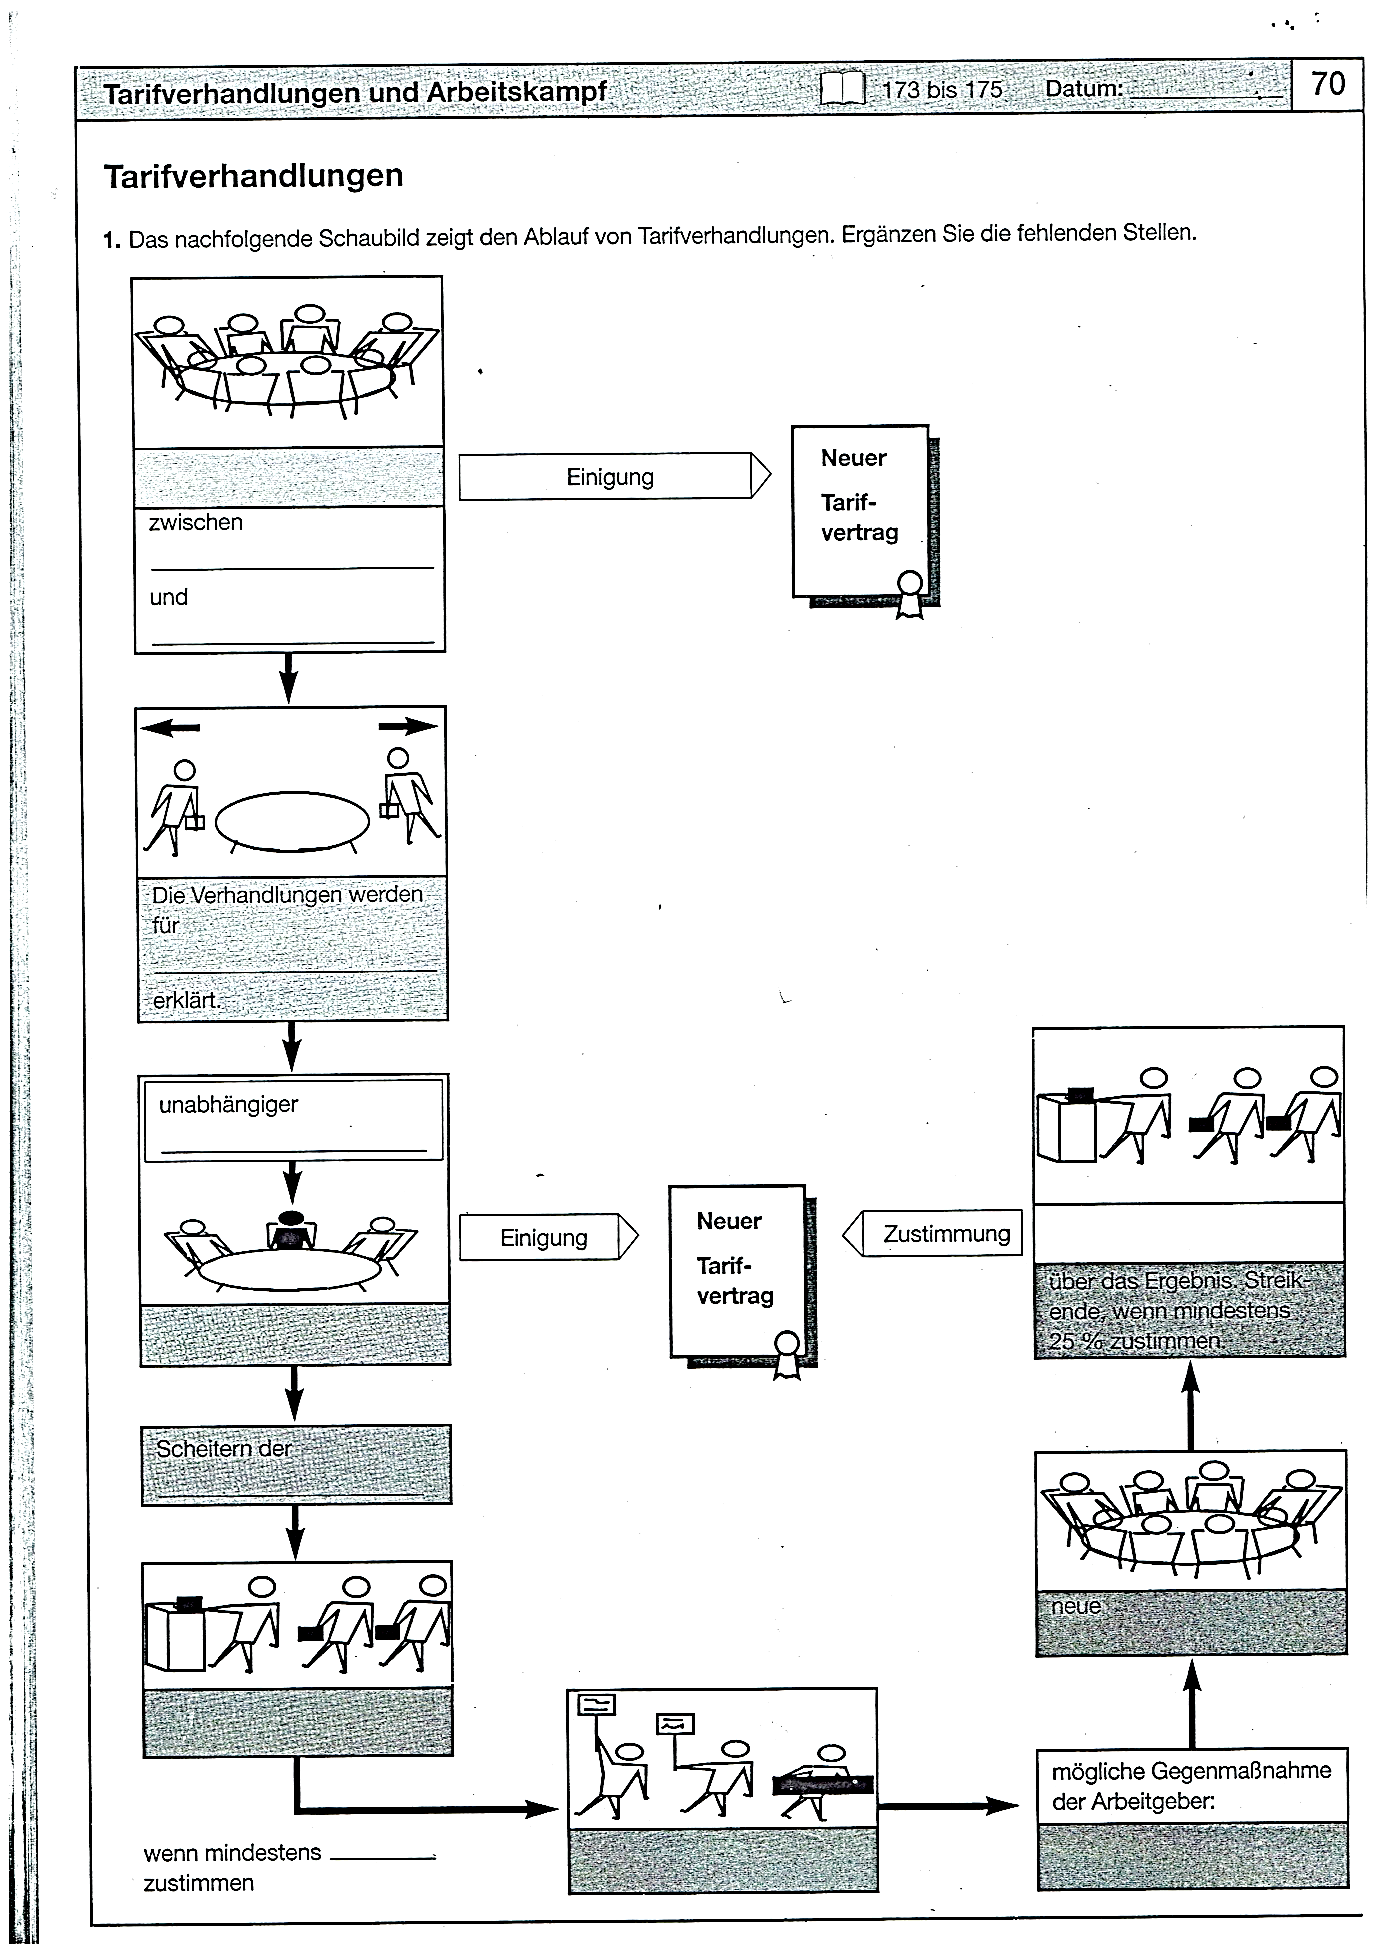 Tarifverhandlungen und Arbeitskampf 173 bis 175 Datum: 70
Tarifverhandlungen
1. Das nachfolgende Schaubild zeigt den Ablauf von Tarifverhandlungen. Ergänzen Sie die fehlenden Stellen.
Einigung
Neuer
Tarif-
vertrag
zwischen
und
Die Verhandlungen werden
für
erklärt.
unabhängiger
Einigung
Neuer
Tarif-
vertrag
Zustimmung
über das Ergebnis. Streik-
ende, wenn mindestens
25 % zustimmen.
Scheitern der
neue
mögliche Gegenmaßnahme
der Arbeitgeber:
wenn mindestens
zustimmen